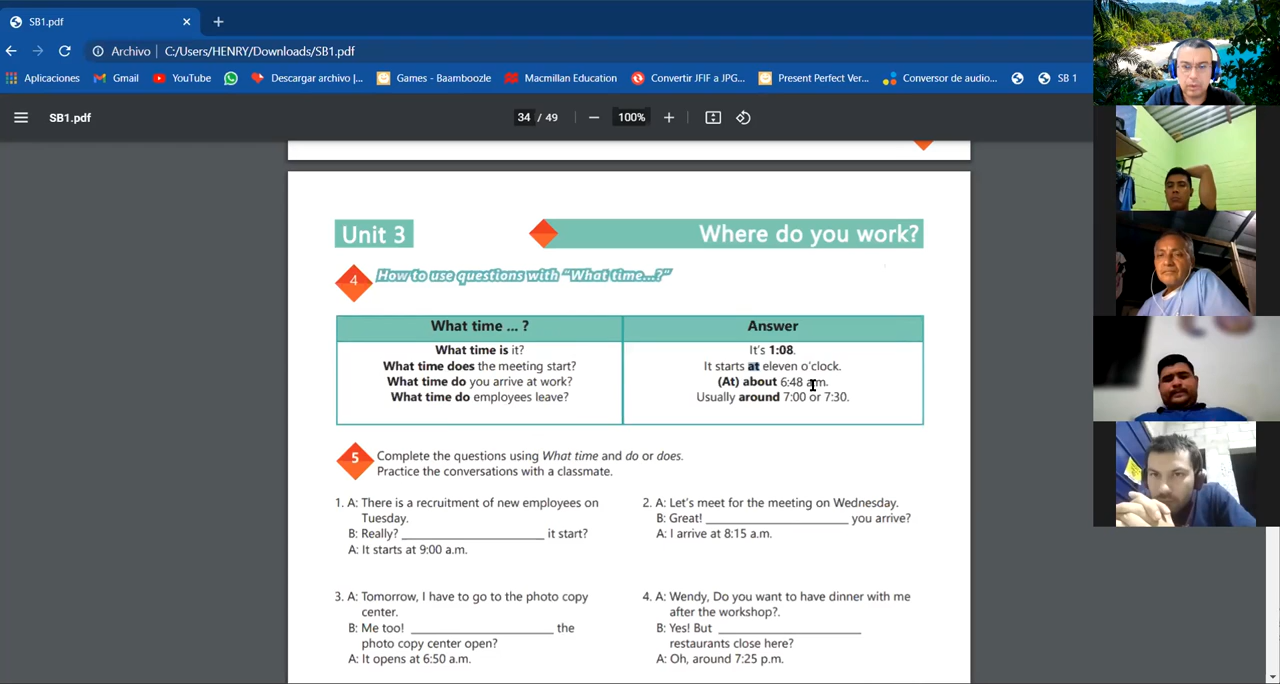 SB1.pdf
Archivo C:/Users/HENRY/Downloads/SB1.pdf
Aplicaciones Gmail YouTube Descargar archivo |... Games - Baamboozle Macmillan Education Convertir JFIF a JPG... Present Perfect Ver... Conversor de audio... SB 1
SB1.pdf 34 / 49 100%
Unit 3 Where do you work?
4 How to use questions with “What time...?”
What time ... ? Answer
What time is it? It's 1:08.
What time does the meeting start? It starts at eleven o'clock.
What time do you arrive at work? (At) about 6:48 a.m.
What time do employees leave? Usually around 7:00 or 7:30.
5 Complete the questions using What time and do or does.
Practice the conversations with a classmate.
1. A: There is a recruitment of new employees on
Tuesday.
B: Really? ______________________ it start?
A: It starts at 9:00 a.m.
2. A: Let's meet for the meeting on Wednesday.
B: Great! ______________________ you arrive?
A: I arrive at 8:15 a.m.
3. A: Tomorrow, I have to go to the photo copy
center.
B: Me too! ______________________ the
photo copy center open?
A: It opens at 6:50 a.m.
4. A: Wendy, Do you want to have dinner with me
after the workshop?.
B: Yes! But ______________________
restaurants close here?
A: Oh, around 7:25 p.m.